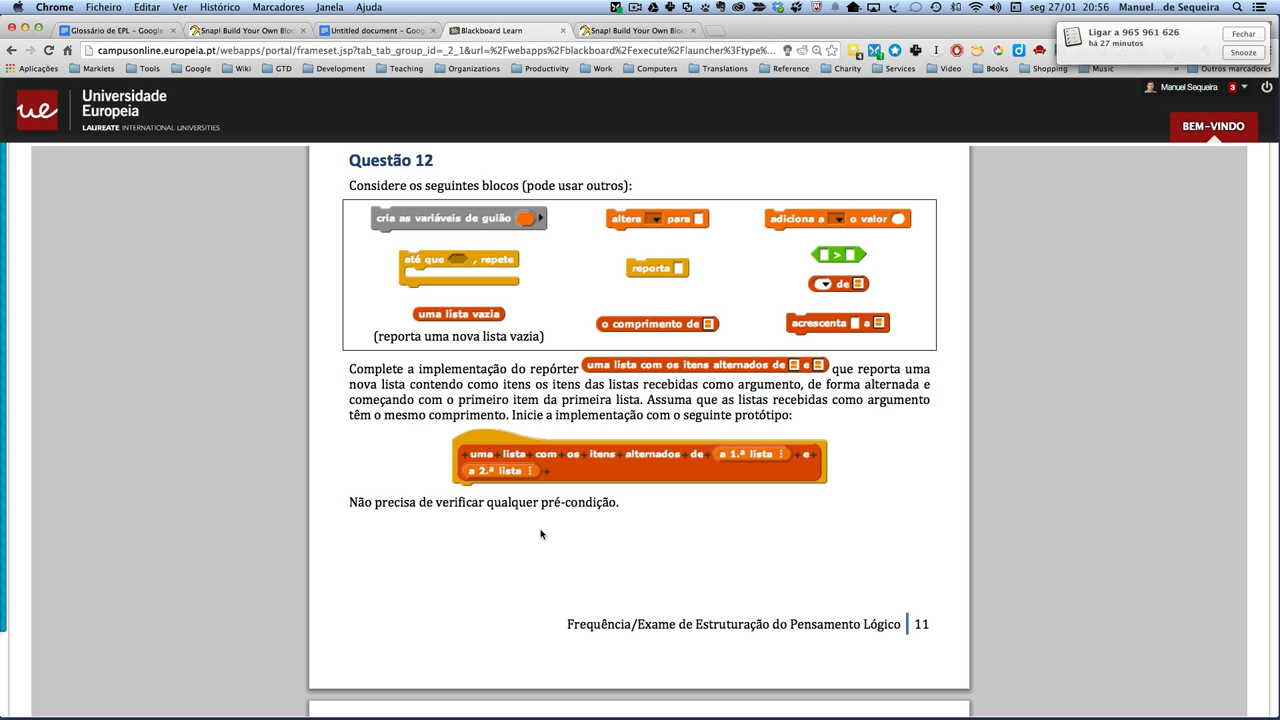 Chrome Ficheiro Editar Ver Histórico Marcadores Janela Ajuda seg 27/01 20:56 Manuel...de Sequeira
Glossário de EPL – Google Snap! Build Your Own Bloc Untitled document – Google Blackboard Learn Snap! Build Your Own Bloc
campusonline.europeia.pt/webapps/portal/frameset.jsp?tab_tab_group_id=_2_1&url=%2Fwebapps%2Fblackboard%2Fexecute%2Flauncher%3Ftype%...
Ligar a 965 961 626
há 27 minutos
Fechar
Snooze
Aplicações Marklets Tools Google Wiki GTD Development Teaching Organizations Productivity Work Computers Translations Reference Charity Services Video Books Shopping Music » Outros marcadores
Universidade
Europeia
LAUREATE INTERNATIONAL UNIVERSITIES
ue
Manuel Sequeira 3
BEM-VINDO
Questão 12
Considere os seguintes blocos (pode usar outros):
cria as variáveis de guião altera para adiciona a o valor
até que , repete reporta >
de
uma lista vazia o comprimento de acrescenta a
(reporta uma nova lista vazia)
Complete a implementação do repórter uma lista com os itens alternados de e que reporta uma
nova lista contendo como itens os itens das listas recebidas como argumento, de forma alternada e
começando com o primeiro item da primeira lista. Assuma que as listas recebidas como argumento
têm o mesmo comprimento. Inicie a implementação com o seguinte protótipo:
+ uma + lista + com + os + itens + alternados + de + a 1.ª lista ⋮ + e +
a 2.ª lista ⋮ +
Não precisa de verificar qualquer pré-condição.
Frequência/Exame de Estruturação do Pensamento Lógico 11